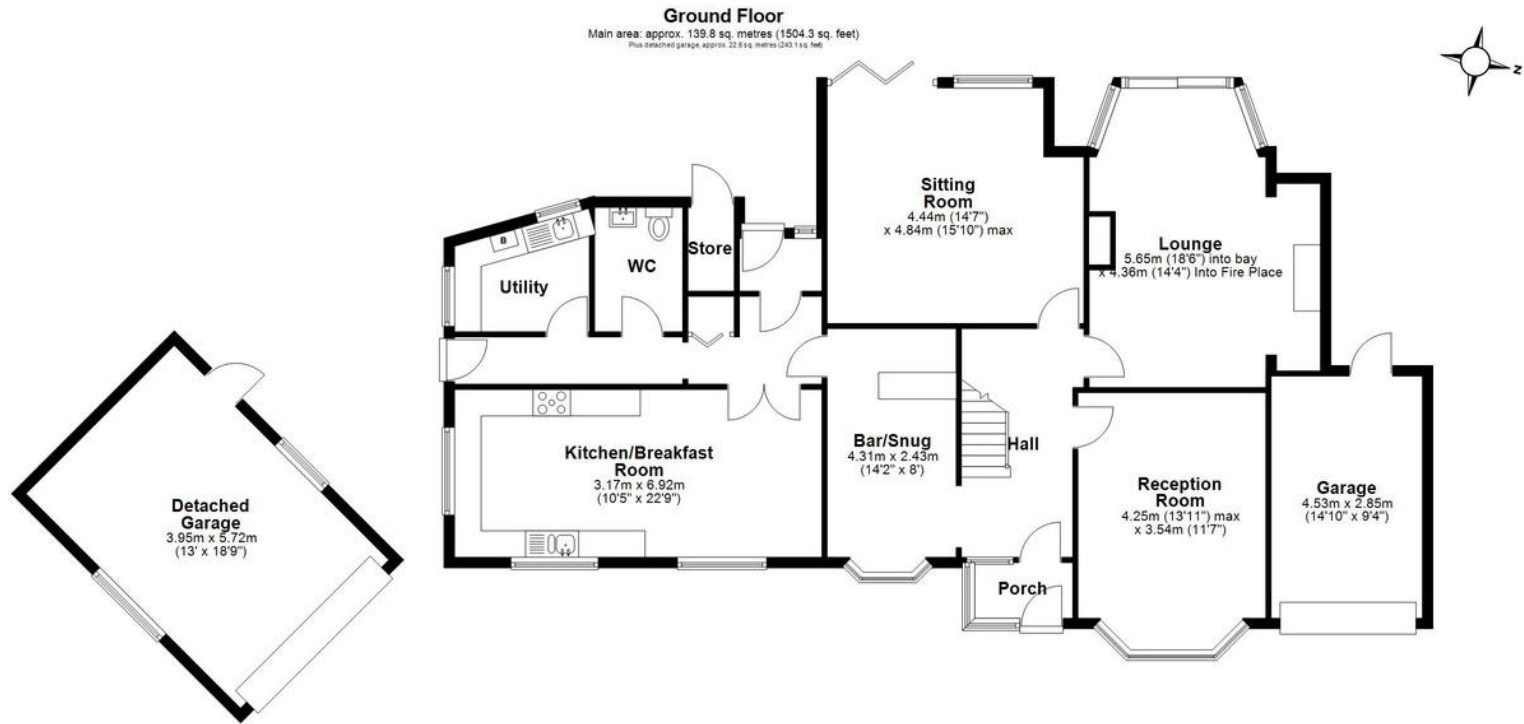 Ground Floor
Main area: approx. 139.8 sq. metres (1504.3 sq. feet)
Plus detached garage, approx. 22.6 sq. metres (243.1 sq. feet)
N
Sitting
Room
4.44m (14'7")
x 4.84m (15'10") max
Lounge
5.65m (18'6") into bay
x 4.36m (14'4") Into Fire Place
Store
WC
Utility
Kitchen/Breakfast
Room
3.17m x 6.92m
(10'5" x 22'9")
Bar/Snug
4.31m x 2.43m
(14'2" x 8')
Hall
Reception
Room
4.25m (13'11") max
x 3.54m (11'7")
Garage
4.53m x 2.85m
(14'10" x 9'4")
Detached
Garage
3.95m x 5.72m
(13' x 18'9")
Porch